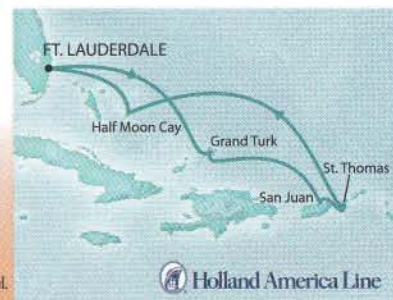 FT. LAUDERDALE
Half Moon Cay
Grand Turk
St. Thomas
San Juan
Holland America Line